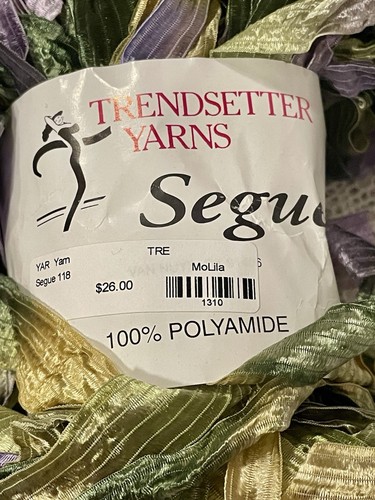 TRENDSETTER
YARNS
Segue
TRE
YAR Yarn
MoLila
Segue 118
$26.00
1310
100% POLYAMIDE